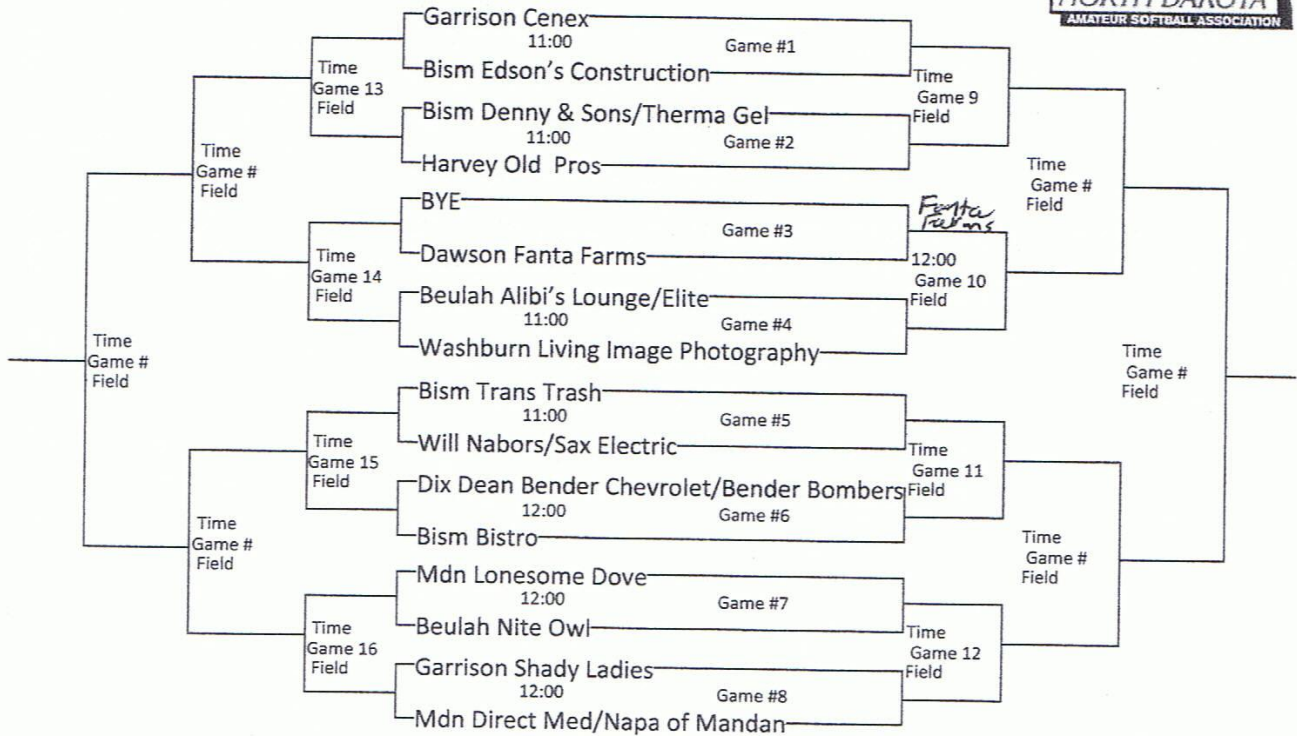 NORTH DAKOTA
AMATEUR SOFTBALL ASSOCIATION
Garrison Cenex
11:00 Game #1
Bism Edson's Construction
Time
Game 9
Field
Time
Game 13
Field
Bism Denny & Sons/Therma Gel
11:00 Game #2
Harvey Old Pros
Time
Game #
Field
Time
Game #
Field
BYE
Game #3
Dawson Fanta Farms
Fanta
Farms
12:00
Game 10
Field
Time
Game 14
Field
Beulah Alibi's Lounge/Elite
11:00 Game #4
Washburn Living Image Photography
Time
Game #
Field
Time
Game #
Field
Bism Trans Trash
11:00 Game #5
Will Nabors/Sax Electric
Time
Game 11
Field
Time
Game 15
Field
Dix Dean Bender Chevrolet/Bender Bombers
12:00 Game #6
Bism Bistro
Time
Game #
Field
Time
Game #
Field
Mdn Lonesome Dove
12:00 Game #7
Beulah Nite Owl
Time
Game 12
Field
Time
Game 16
Field
Garrison Shady Ladies
12:00 Game #8
Mdn Direct Med/Napa of Mandan